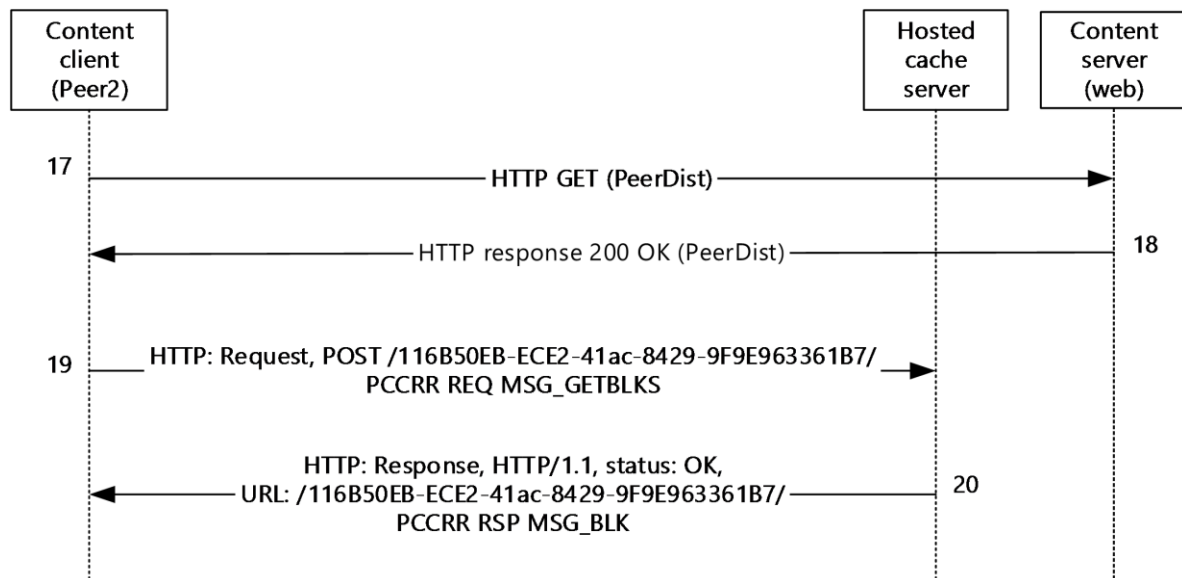 Content
client
(Peer2)
Hosted
cache
server
Content
server
(web)
17
HTTP GET (PeerDist)
HTTP response 200 OK (PeerDist)
18
19
HTTP: Request, POST /116B50EB-ECE2-41ac-8429-9F9E963361B7/
PCCRR REQ MSG_GETBLKS
HTTP: Response, HTTP/1.1, status: OK,
URL: /116B50EB-ECE2-41ac-8429-9F9E963361B7/
PCCRR RSP MSG_BLK
20